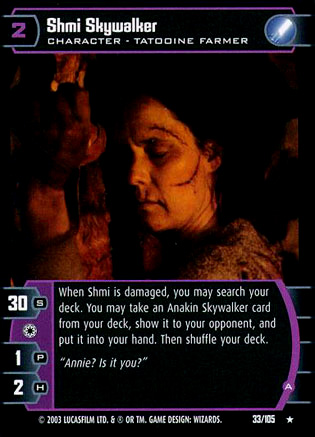 2 Shmi Skywalker
CHARACTER - TATOOINE FARMER
30 S
When Shmi is damaged, you may search your
deck. You may take an Anakin Skywalker card
from your deck, show it to your opponent, and
put it into your hand. Then shuffle your deck.
1 P
"Annie? Is it you?"
2 H
A
© 2003 LUCASFILM LTD. & ® OR TM. GAME DESIGN: WIZARDS. 33/105 ★